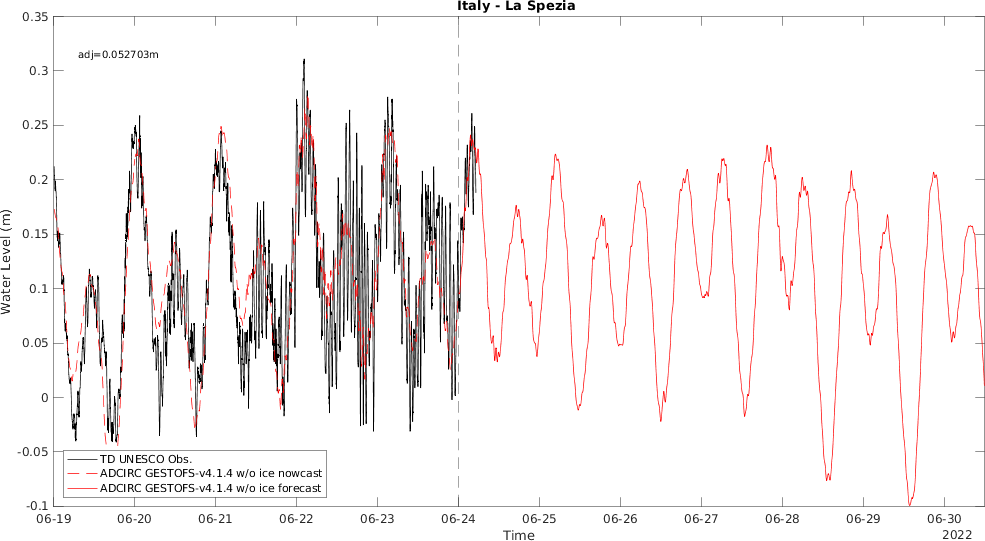 Italy - La Spezia
adj=0.052703m
0.35
0.3
0.25
0.2
0.15
0.1
0.05
0
-0.05
-0.1
Water Level (m)
TD UNESCO Obs.
ADCIRC GESTOFS-v4.1.4 w/o ice nowcast
ADCIRC GESTOFS-v4.1.4 w/o ice forecast
06-19 06-20 06-21 06-22 06-23 06-24 06-25 06-26 06-27 06-28 06-29 06-30
Time
2022